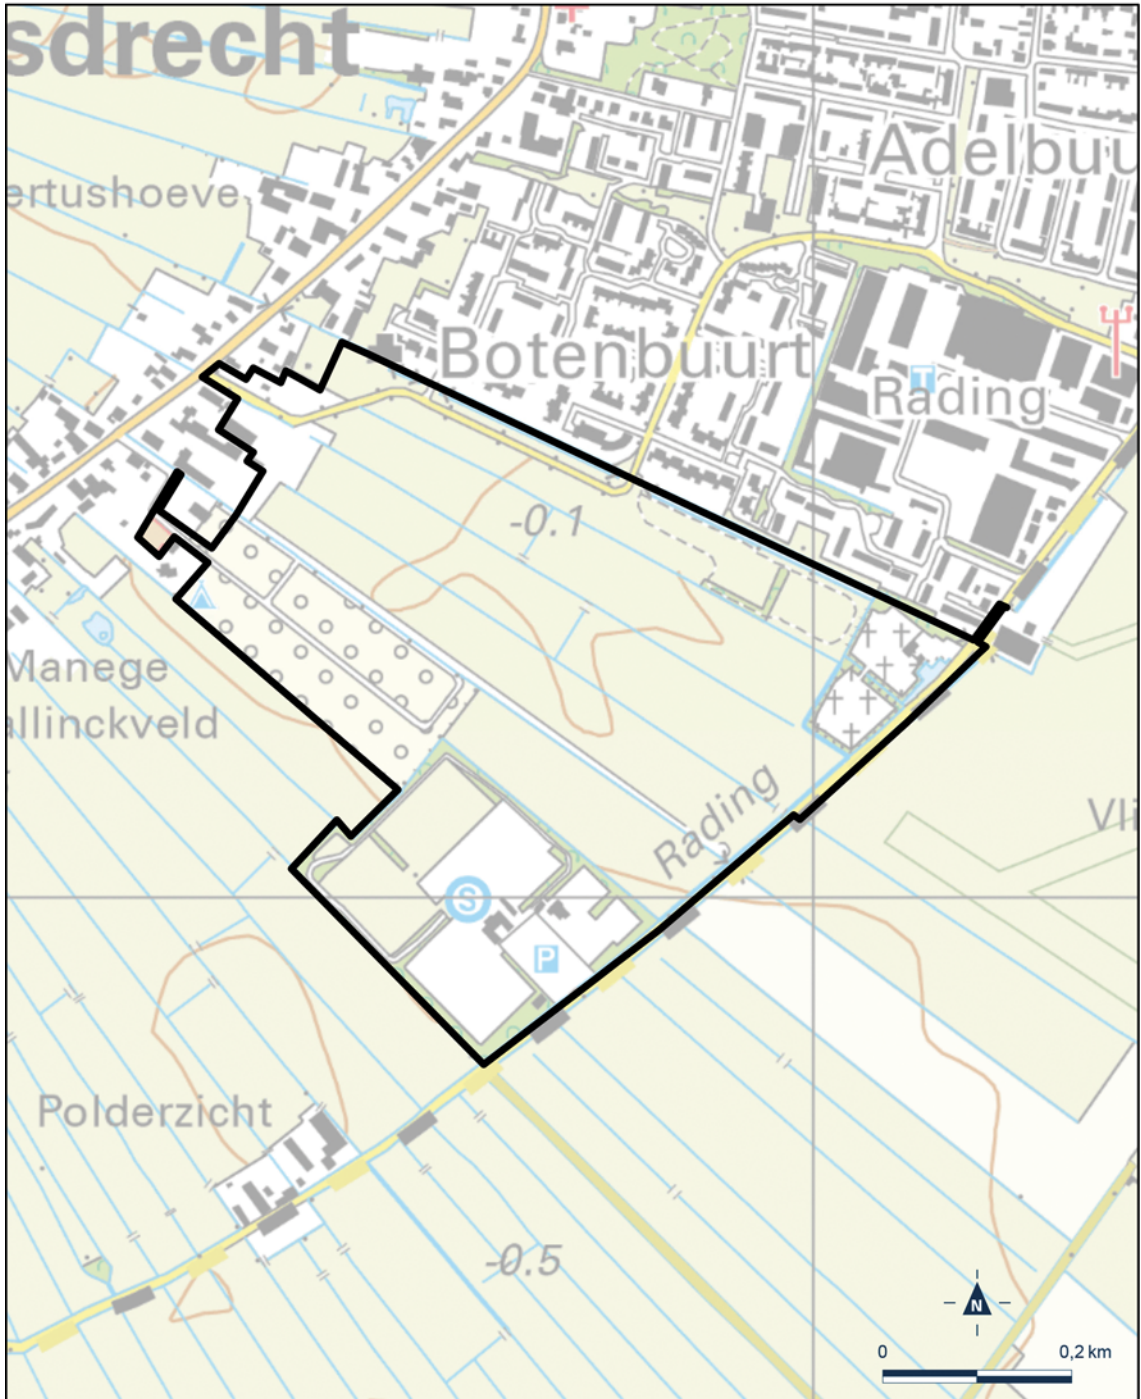 sdrecht
Adelbuu
ertushoeve
Botenbuurt
T
Rading
-0.1
Manege
allinckveld
Rading
Vli
S
P
Polderzicht
-0.5
N
0 0,2 km